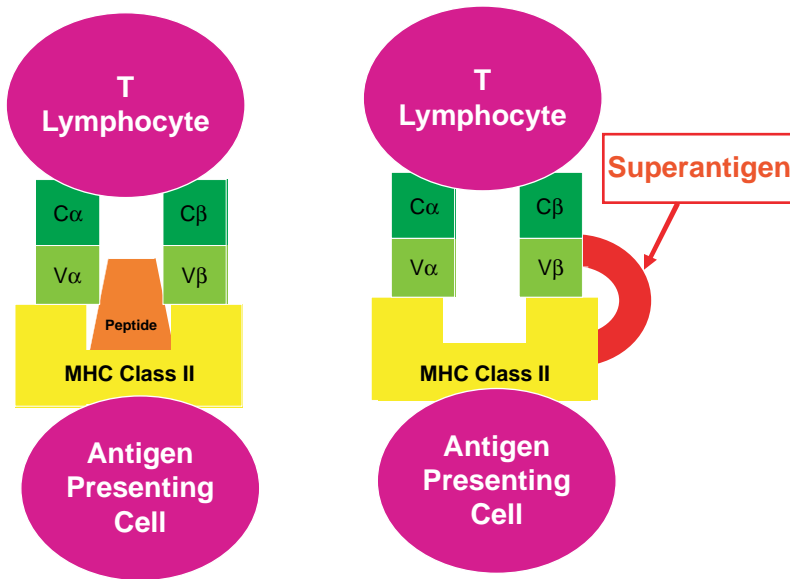 T
Lymphocyte
Cα
Cβ
Vα
Vβ
Peptide
MHC Class II
Antigen
Presenting
Cell
T
Lymphocyte
Superantigen
Cα
Cβ
Vα
Vβ
MHC Class II
Antigen
Presenting
Cell